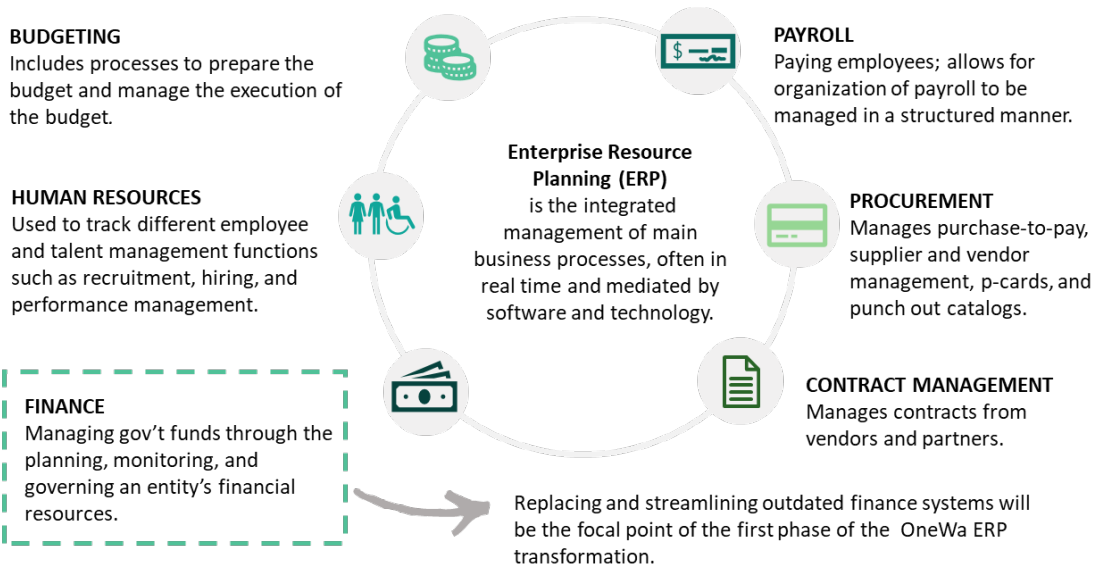 BUDGETING
Includes processes to prepare the
budget and manage the execution of
the budget.
HUMAN RESOURCES
Used to track different employee
and talent management functions
such as recruitment, hiring, and
performance management.
FINANCE
Managing gov’t funds through the
planning, monitoring, and
governing an entity’s financial
resources.
Enterprise Resource
Planning (ERP)
is the integrated
management of main
business processes, often in
real time and mediated by
software and technology.
$
PAYROLL
Paying employees; allows for
organization of payroll to be
managed in a structured manner.
PROCUREMENT
Manages purchase-to-pay,
supplier and vendor
management, p-cards, and
punch out catalogs.
CONTRACT MANAGEMENT
Manages contracts from
vendors and partners.
Replacing and streamlining outdated finance systems will
be the focal point of the first phase of the OneWa ERP
transformation.